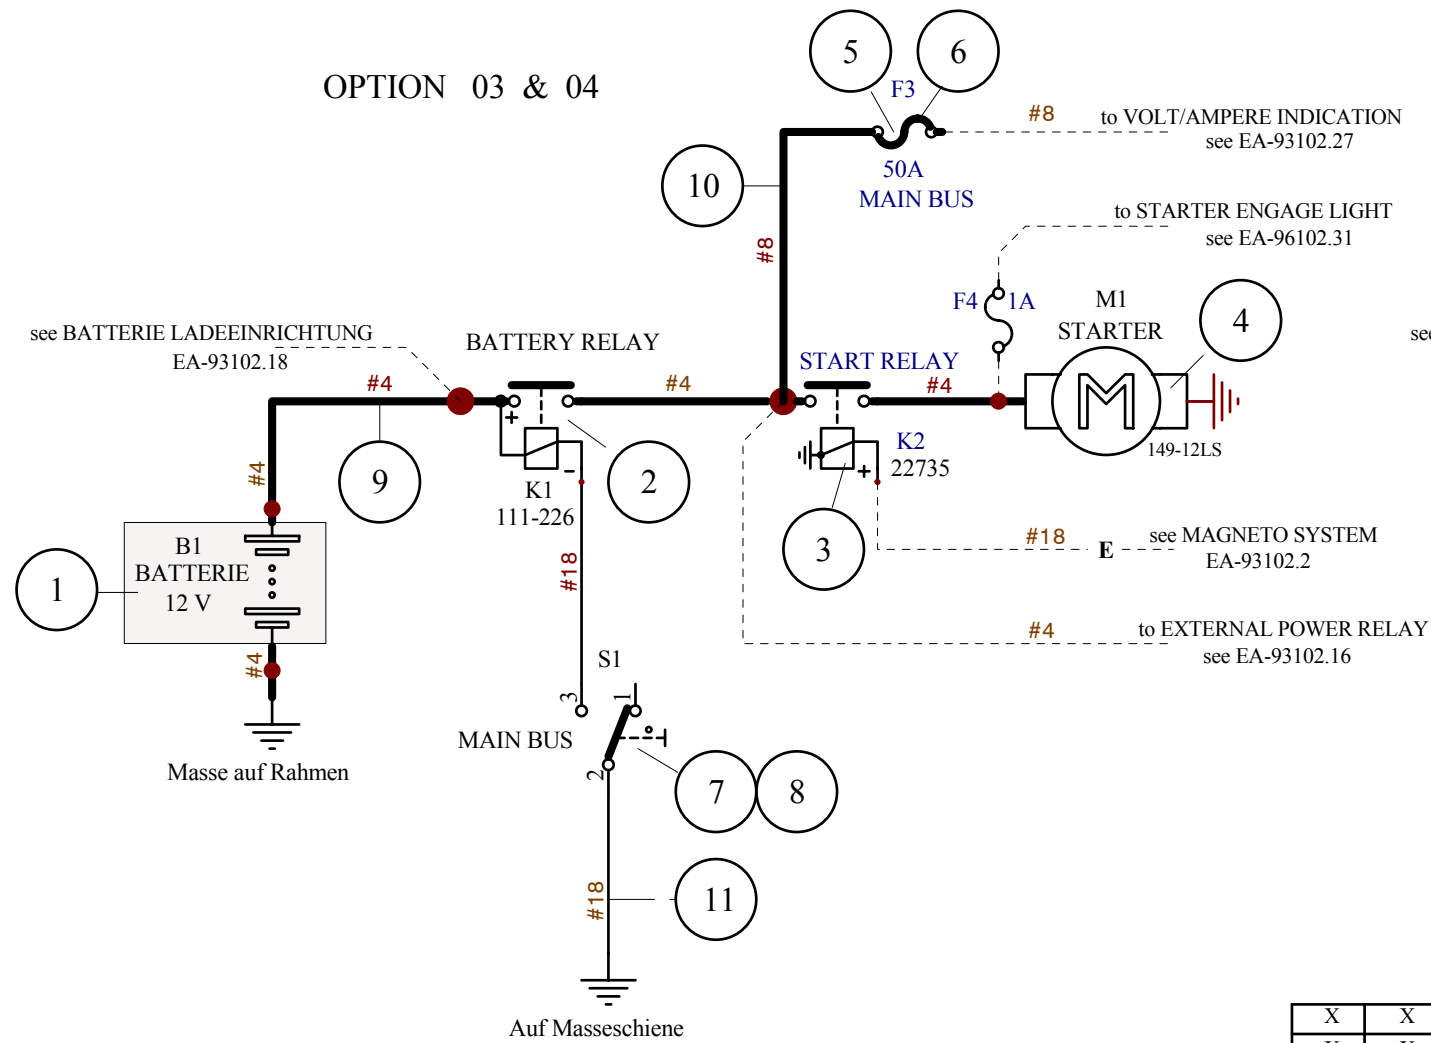 OPTION 03 & 04
5
6
F3
#8
to VOLT/AMPERE INDICATION
see EA-93102.27
50A
MAIN BUS
10
#8
to STARTER ENGAGE LIGHT
see EA-96102.31
F4
1A
M1
STARTER
4
see BATTERIE LADEEINRICHTUNG
EA-93102.18
BATTERY RELAY
START RELAY
see
#4
#4
#4
M
149-12LS
+
K2
22735
+
-
9
2
#4
K1
111-226
3
B1
BATTERIE
12 V
1
#18
#18
E
see MAGNETO SYSTEM
EA-93102.2
#4
to EXTERNAL POWER RELAY
see EA-93102.16
#4
S1
3
1
MAIN BUS
2
7
8
Masse auf Rahmen
#18
11
Auf Masseschiene
X
X
X
X